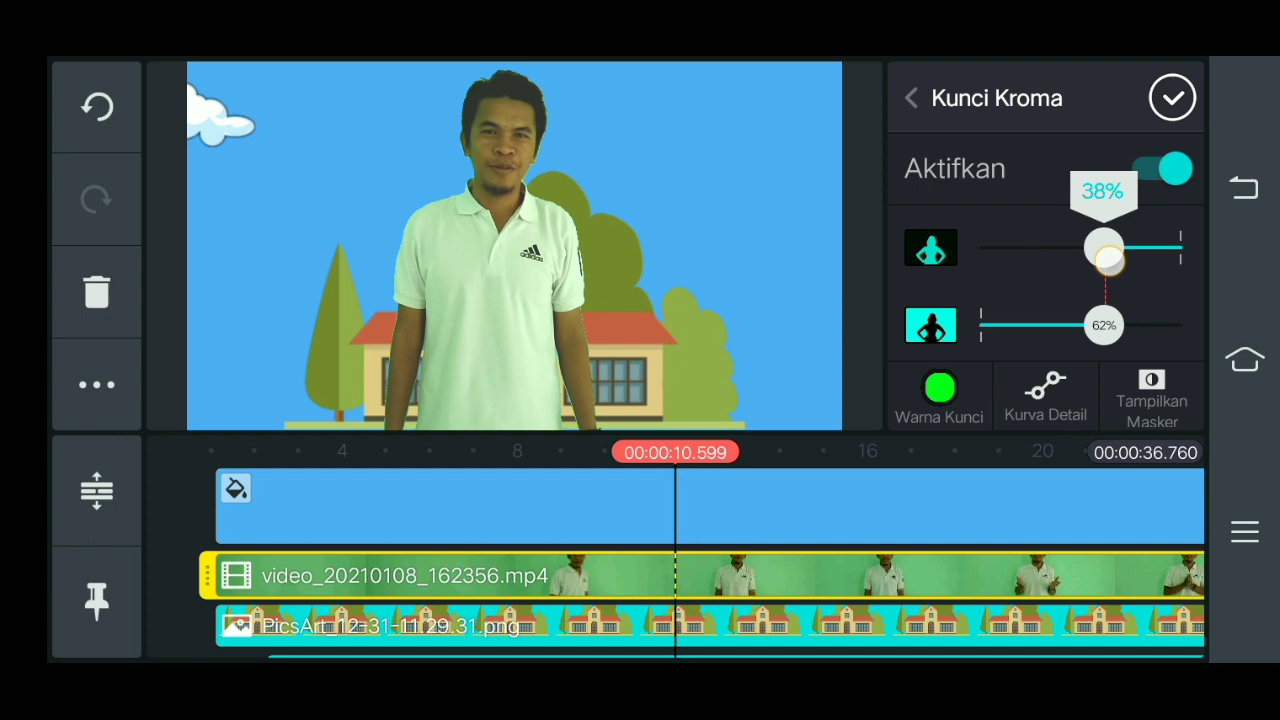 Kunci Kroma
Aktifkan
38%
62%
Warna Kunci
Kurva Detail
Tampilkan
Masker
adidas
4
8
00:00:10.599
16
20
00:00:36.760
video_20210108_162356.mp4
PicsArt_12-31-11.29.31.png